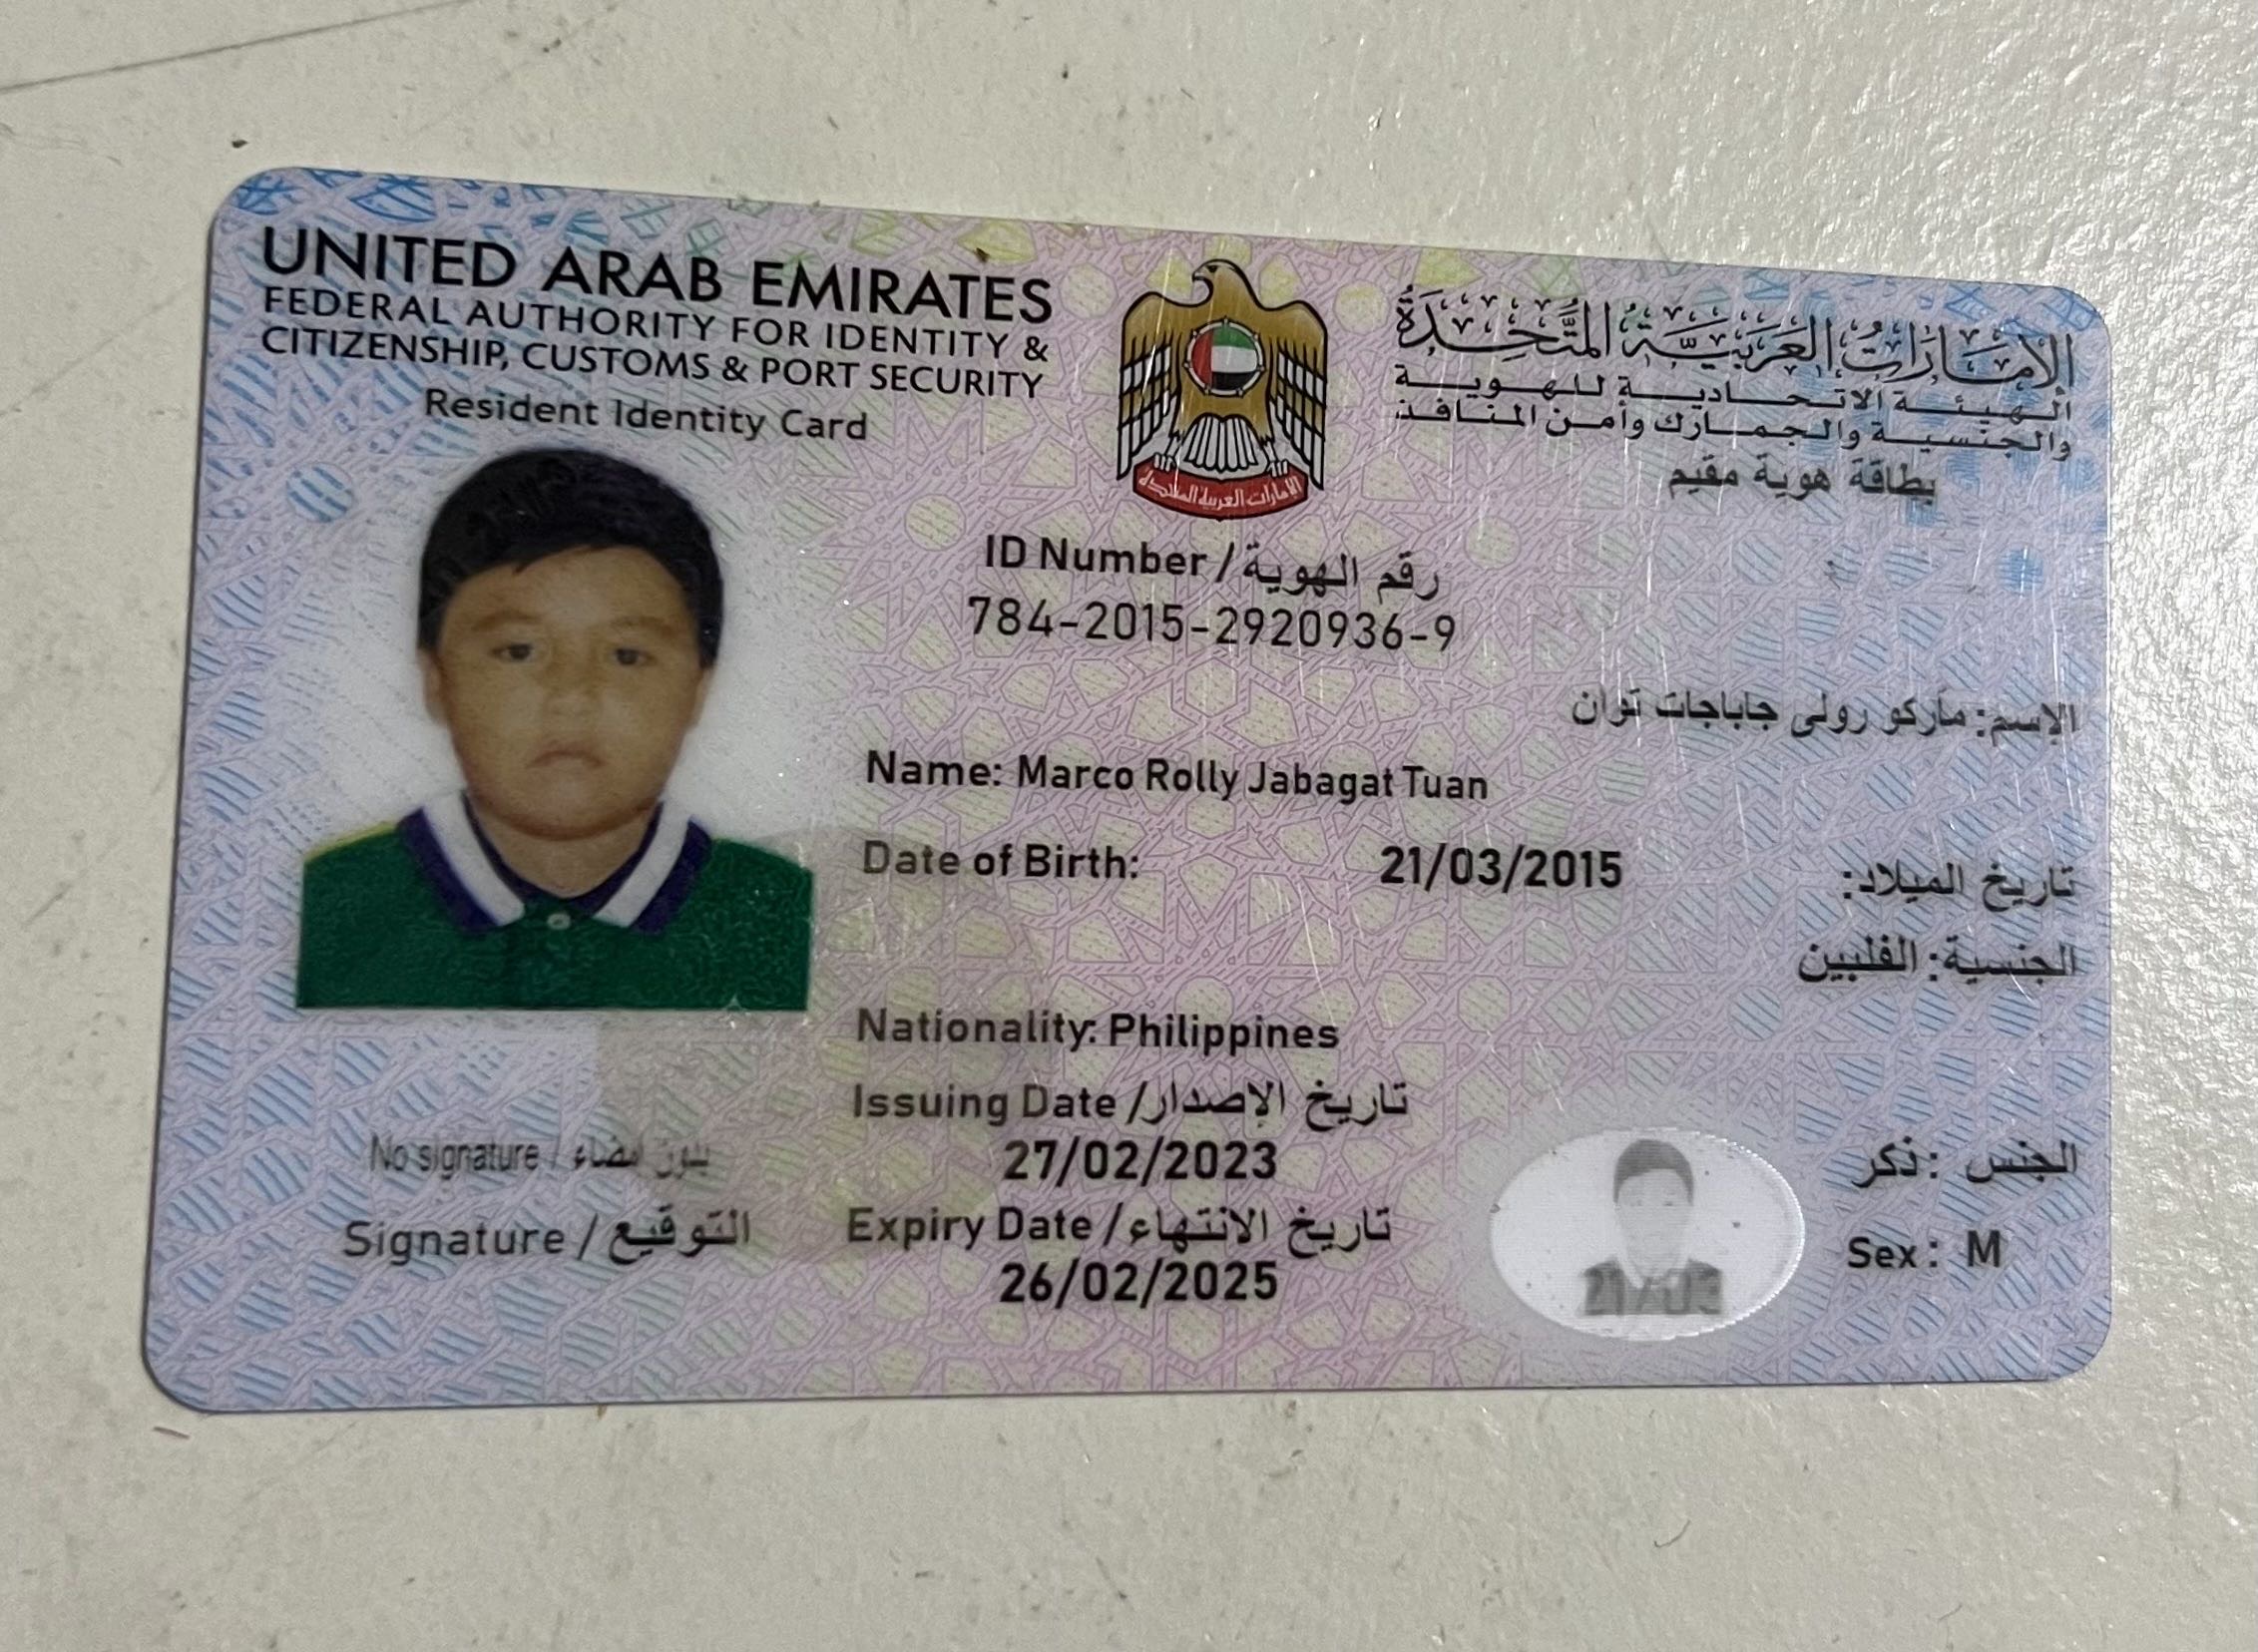 UNITED ARAB EMIRATES
FEDERAL AUTHORITY FOR IDENTITY &
CITIZENSHIP, CUSTOMS & PORT SECURITY
Resident Identity Card
الإمارات العربية المتحدة
الهيئة الاتحادية للهوية
والجنسية والجمارك وأمن المنافذ
بطاقة هوية مقيم
الإمارات العربية المتحدة
ID Number / رقم الهوية
784-2015-2920936-9
الإسم: ماركو رولى جاباجات توان
Name: Marco Rolly Jabagat Tuan
Date of Birth: 21/03/2015 تاريخ الميلاد:
الجنسية: الفلبين
Nationality: Philippines
Issuing Date / تاريخ الإصدار
27/02/2023
Expiry Date / تاريخ الانتهاء
26/02/2025
No signature / بدون امضاء
Signature / التوقيع
الجنس : ذكر
Sex: M